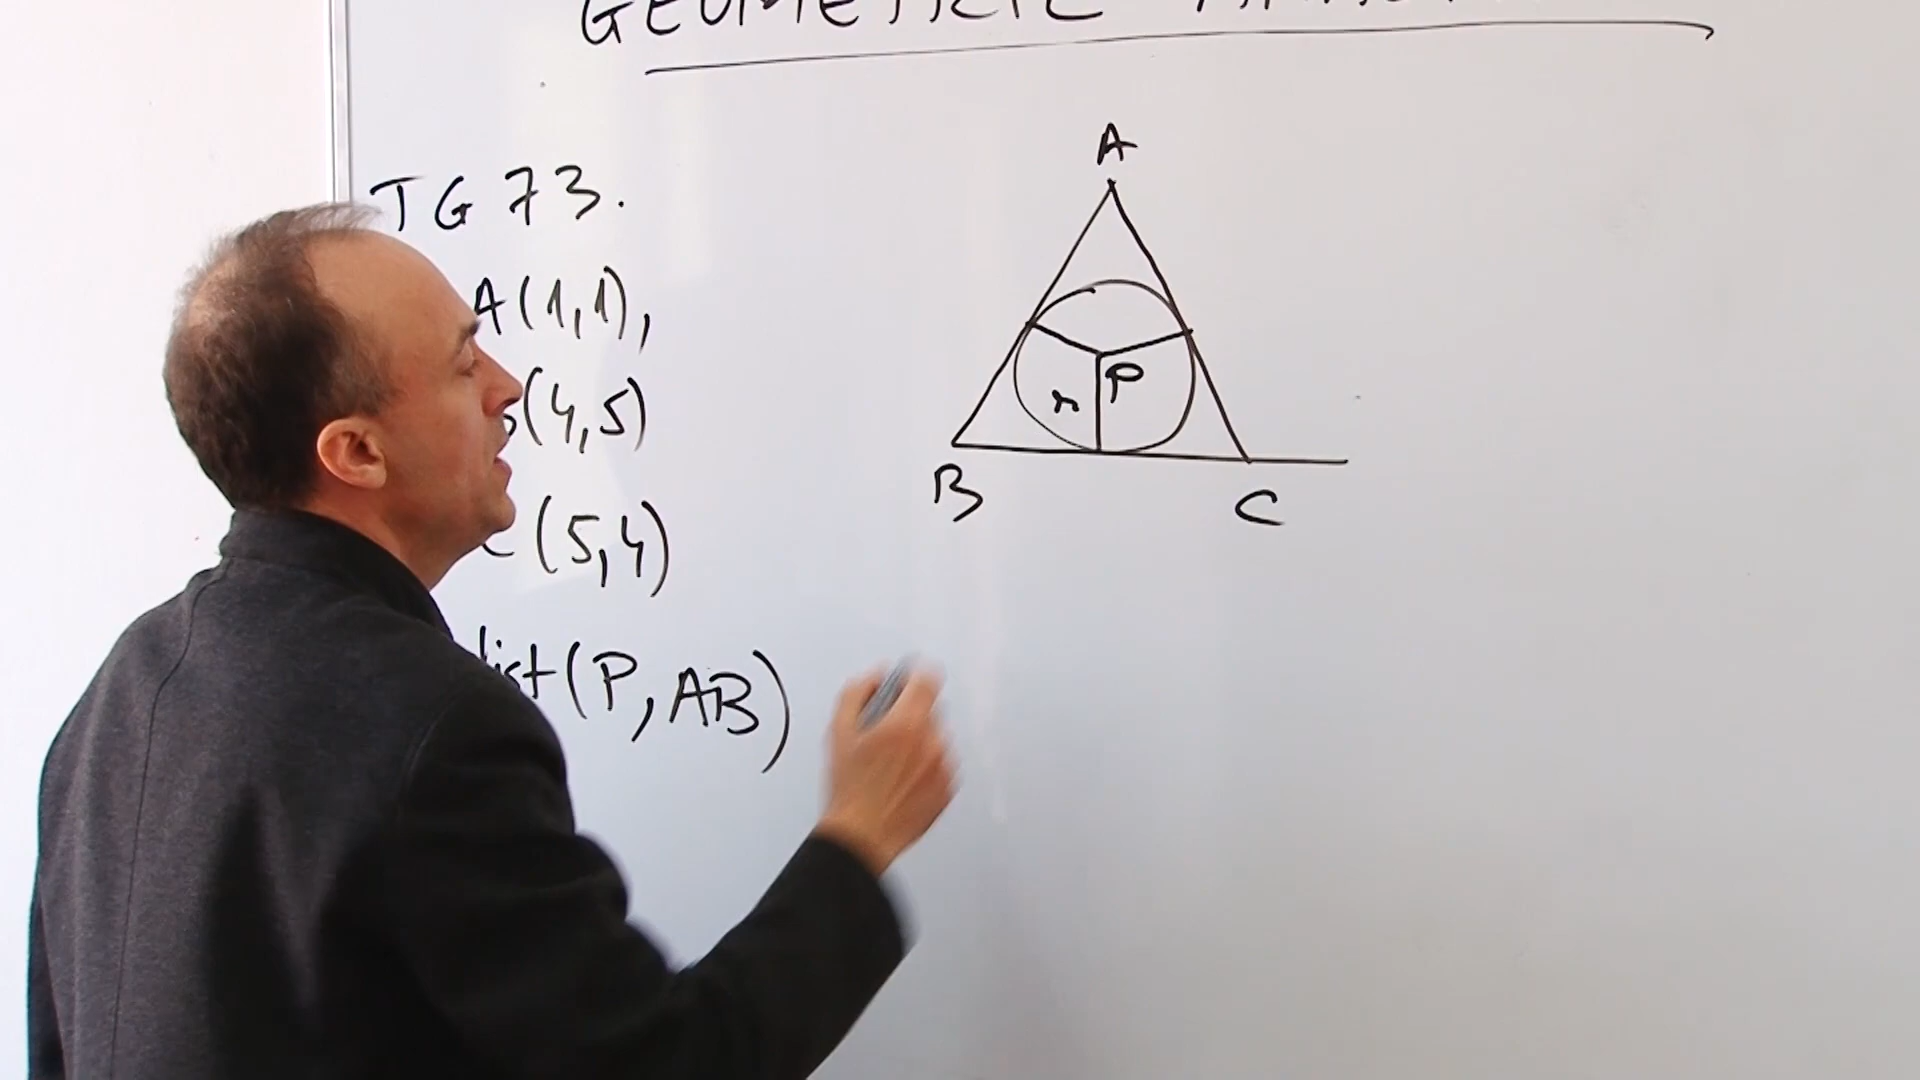 GEOMETRIE
TG 73.
A(1,1),
B(4,5)
C(5,4)
dist(P,AB)
A
P
r
B
C